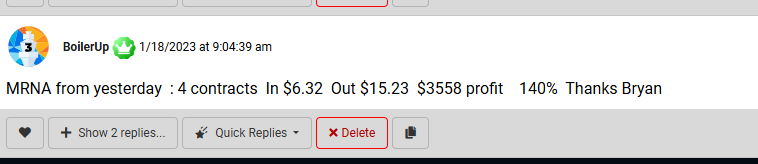 3 BoilerUp 1/18/2023 at 9:04:39 am
MRNA from yesterday : 4 contracts In $6.32 Out $15.23 $3558 profit 140% Thanks Bryan
+ Show 2 replies... Quick Replies Delete